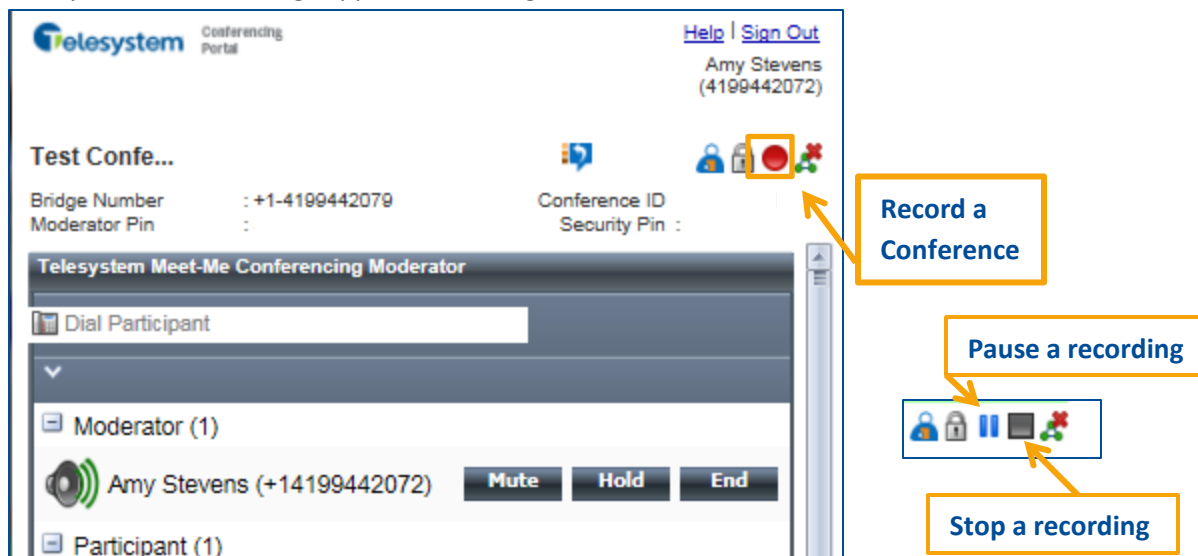 Telesystem Conferencing Portal
Help | Sign Out
Amy Stevens
(4199442072)
Test Confe...
Bridge Number : +1-4199442079 Conference ID
Moderator Pin : Security Pin :
Record a
Conference
Telesystem Meet-Me Conferencing Moderator
Dial Participant
Pause a recording
Moderator (1)
Amy Stevens (+14199442072) Mute Hold End
Stop a recording
Participant (1)